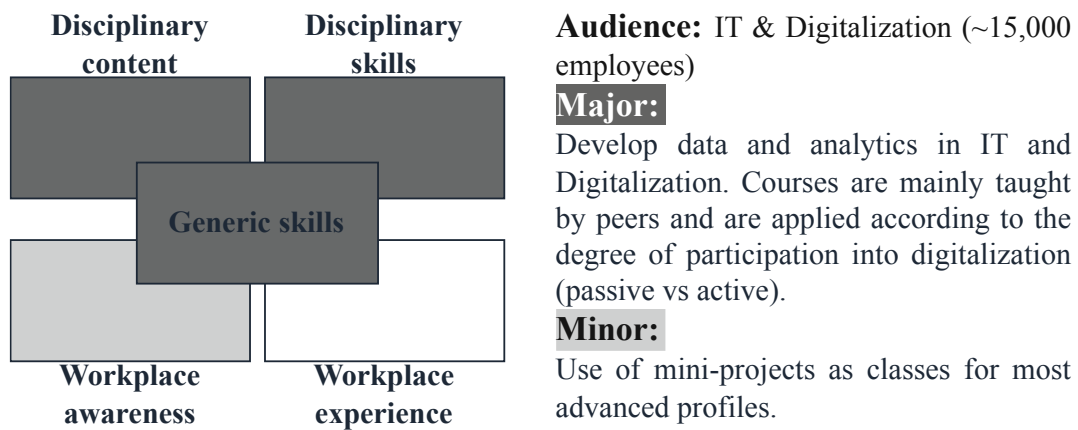 Disciplinary
content
Disciplinary
skills
Generic skills
Workplace
awareness
Workplace
experience
Audience: IT & Digitalization (~15,000
employees)
Major:
Develop data and analytics in IT and
Digitalization. Courses are mainly taught
by peers and are applied according to the
degree of participation into digitalization
(passive vs active).
Minor:
Use of mini-projects as classes for most
advanced profiles.